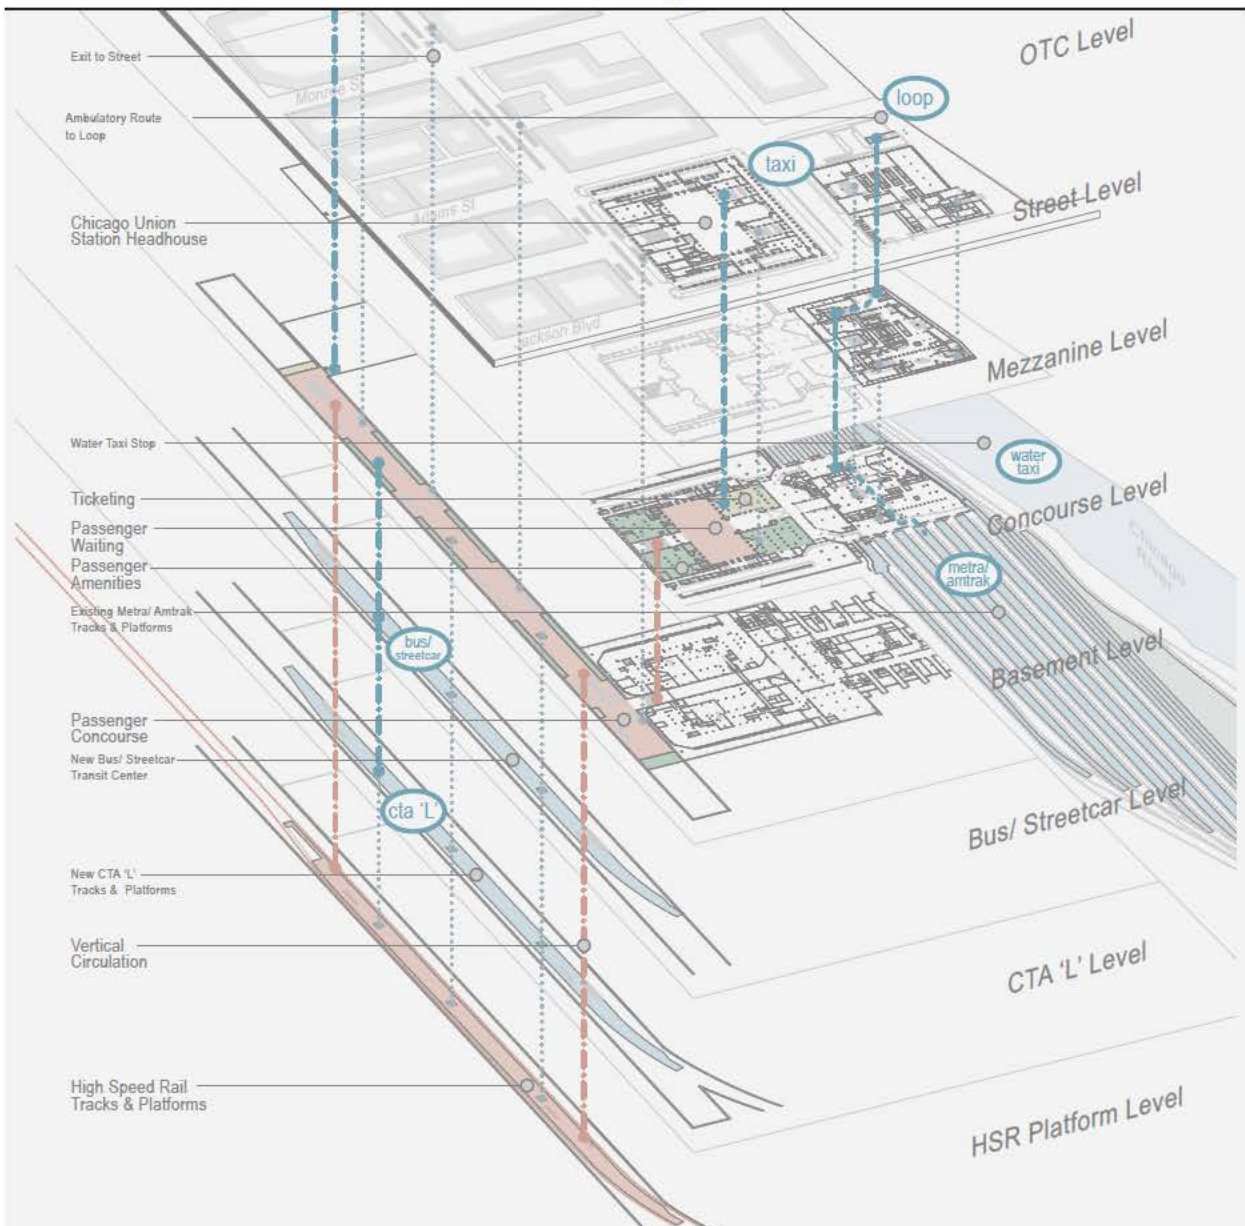 OTC Level
Exit to Street
Monroe St
loop
Ambulatory Route
to Loop
taxi
Street Level
Adams St
Chicago Union
Station Headhouse
Jackson Blvd
Mezzanine Level
Water Taxi Stop
water
taxi
Ticketing
Concourse Level
Passenger
Waiting
Chicago
River
Passenger
Amenities
metra/
amtrak
Existing Metra/ Amtrak
Tracks & Platforms
bus/
streetcar
Basement Level
Passenger
Concourse
New Bus/ Streetcar
Transit Center
cta 'L'
Bus/ Streetcar Level
New CTA 'L'
Tracks & Platforms
Vertical
Circulation
CTA 'L' Level
High Speed Rail
Tracks & Platforms
HSR Platform Level